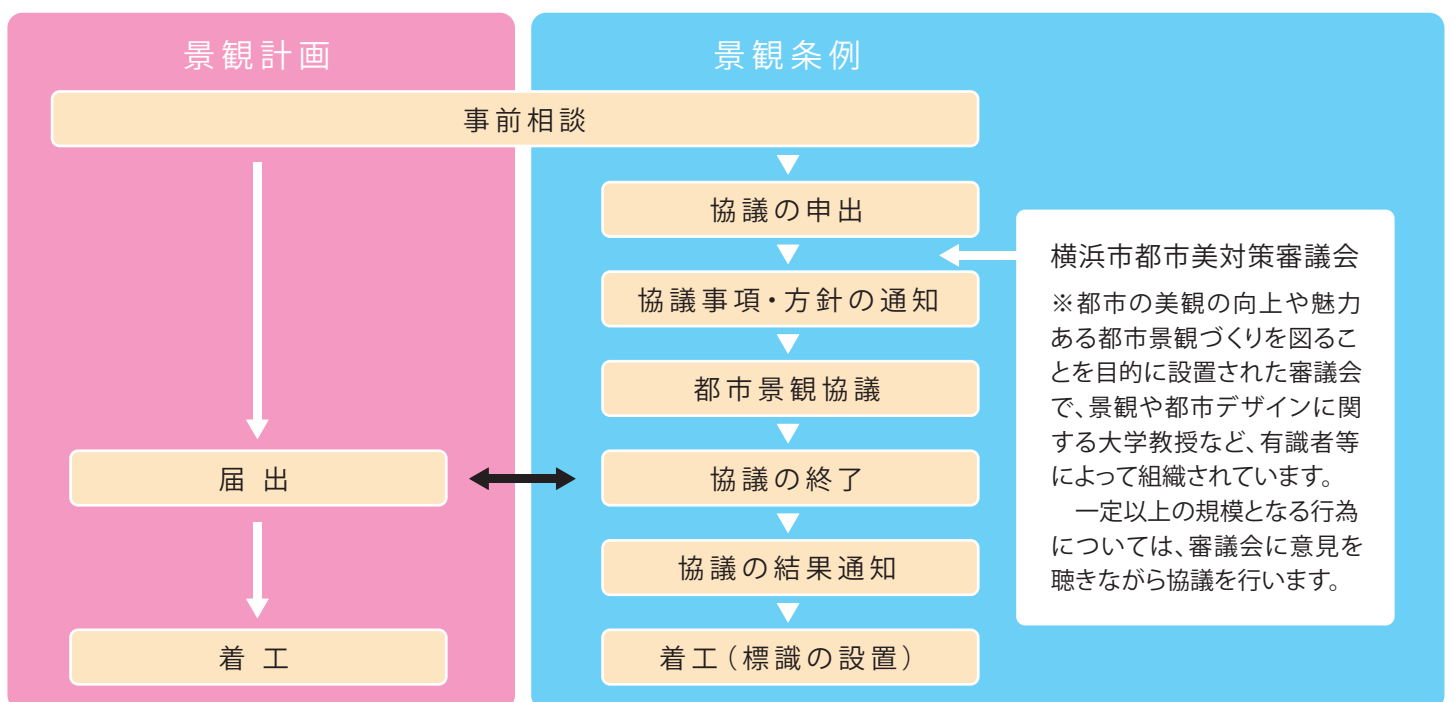 景観計画
景観条例
事前相談
協議の申出
協議事項・方針の通知
都市景観協議
届出
協議の終了
協議の結果通知
着工
着工(標識の設置)
横浜市都市美対策審議会
※都市の美観の向上や魅力
ある都市景観づくりを図るこ
とを目的に設置された審議会
で、景観や都市デザインに関
する大学教授など、有識者等
によって組織されています。
　一定以上の規模となる行為
については、審議会に意見を
聴きながら協議を行います。